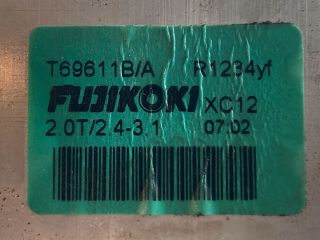 T69611B/A R1234yf
FUJIKOKI XC12
2.0T/2.4-3.1 07:02